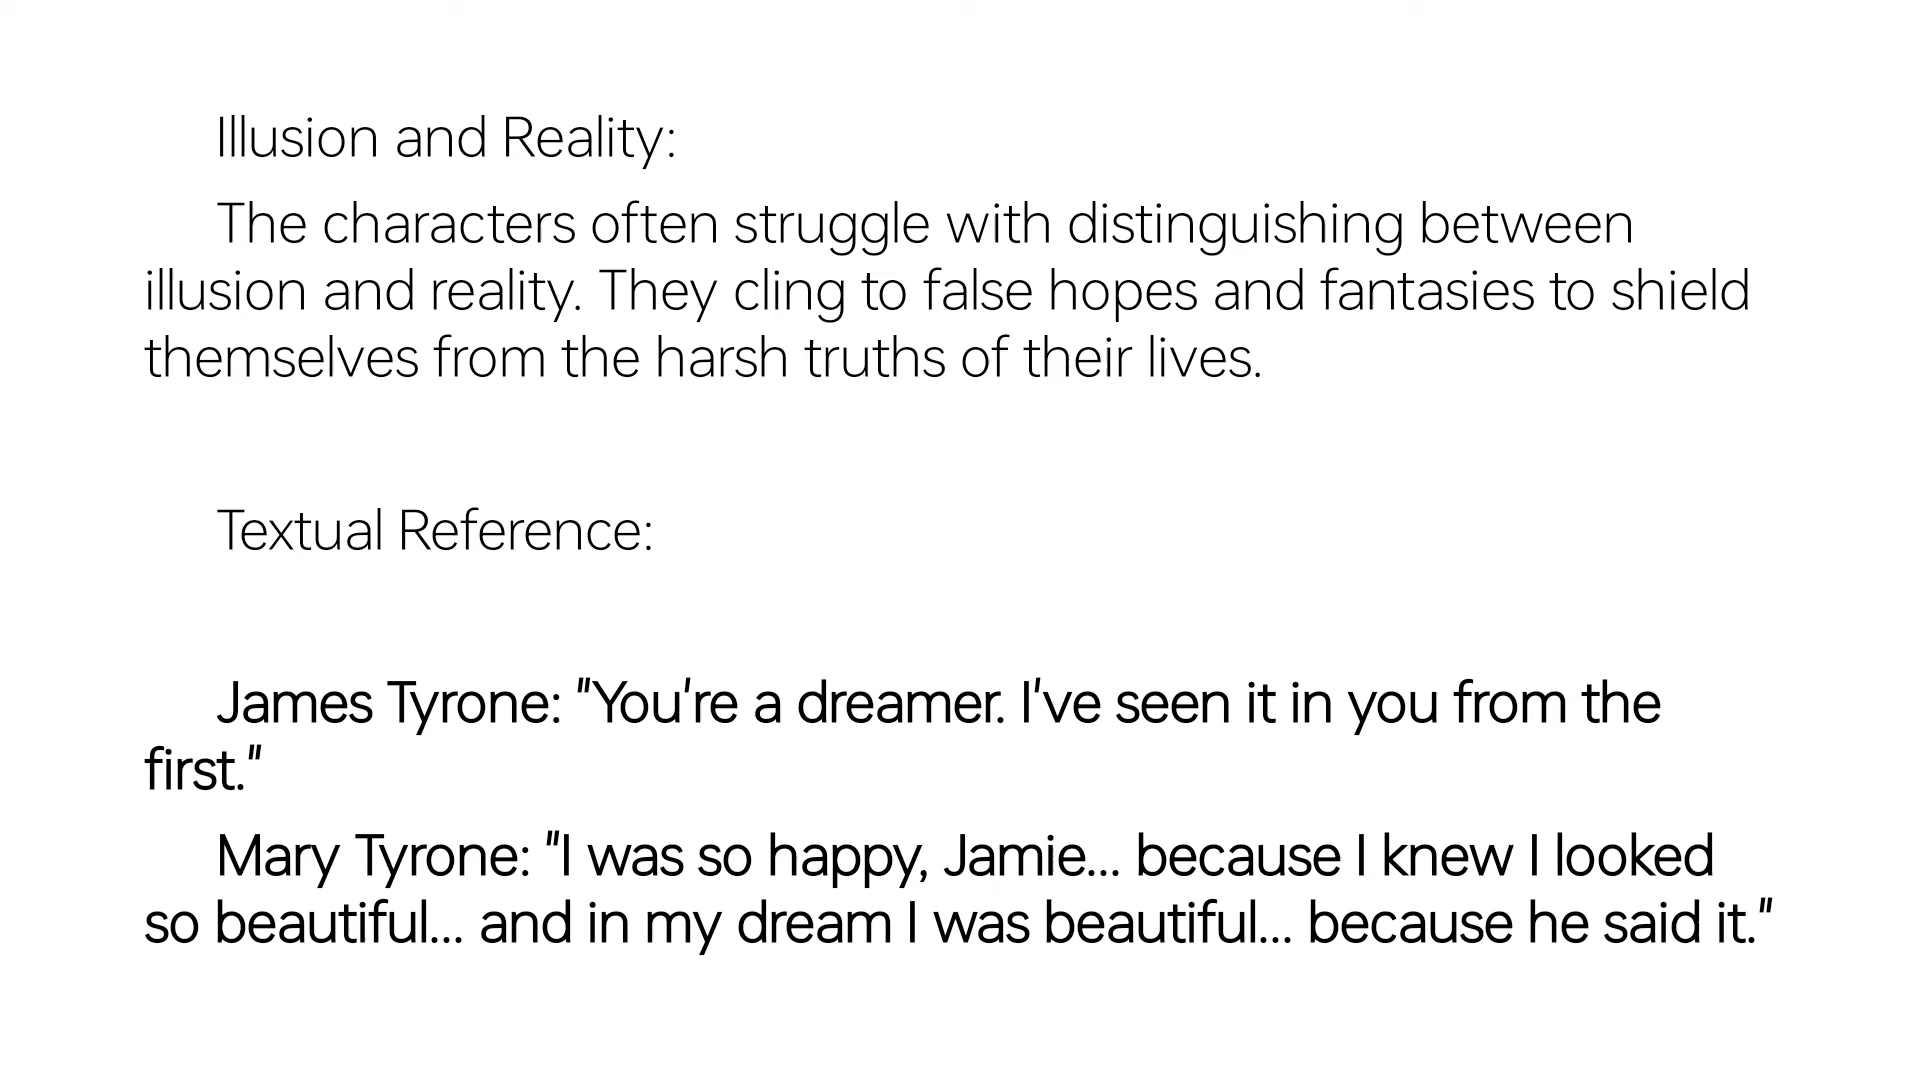 Illusion and Reality:
The characters often struggle with distinguishing between
illusion and reality. They cling to false hopes and fantasies to shield
themselves from the harsh truths of their lives.
Textual Reference:
James Tyrone: "You're a dreamer. I've seen it in you from the
first."
Mary Tyrone: "I was so happy, Jamie... because I knew I looked
so beautiful... and in my dream I was beautiful... because he said it."